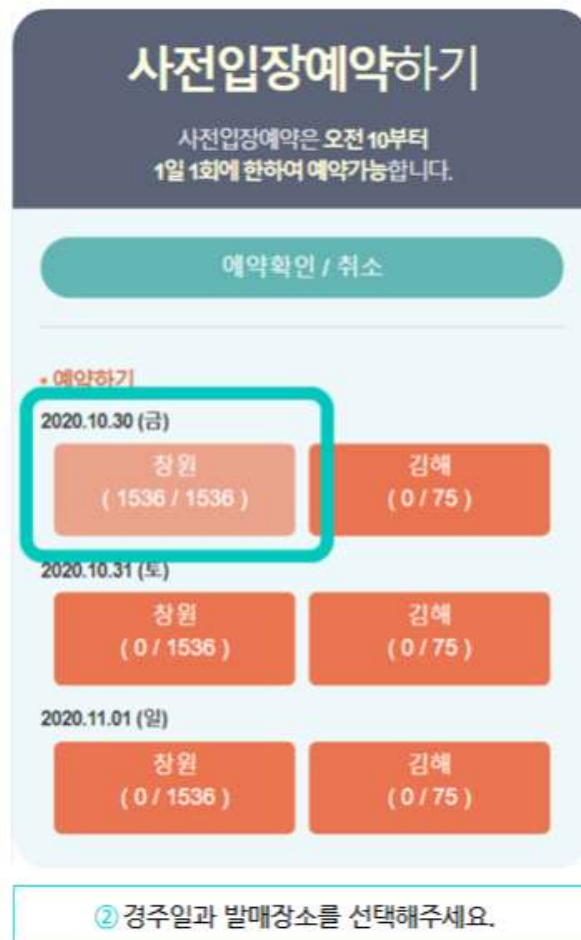 사전입장예약하기
사전입장예약은 오전 10부터
1일 1회에 한하여 예약가능합니다.
예약확인 / 취소
• 예약하기
2020.10.30 (금)
창원 김해
( 1536 / 1536 ) ( 0 / 75 )
2020.10.31 (토)
창원 김해
( 0 / 1536 ) ( 0 / 75 )
2020.11.01 (일)
창원 김해
( 0 / 1536 ) ( 0 / 75 )
② 경주일과 발매장소를 선택해주세요.